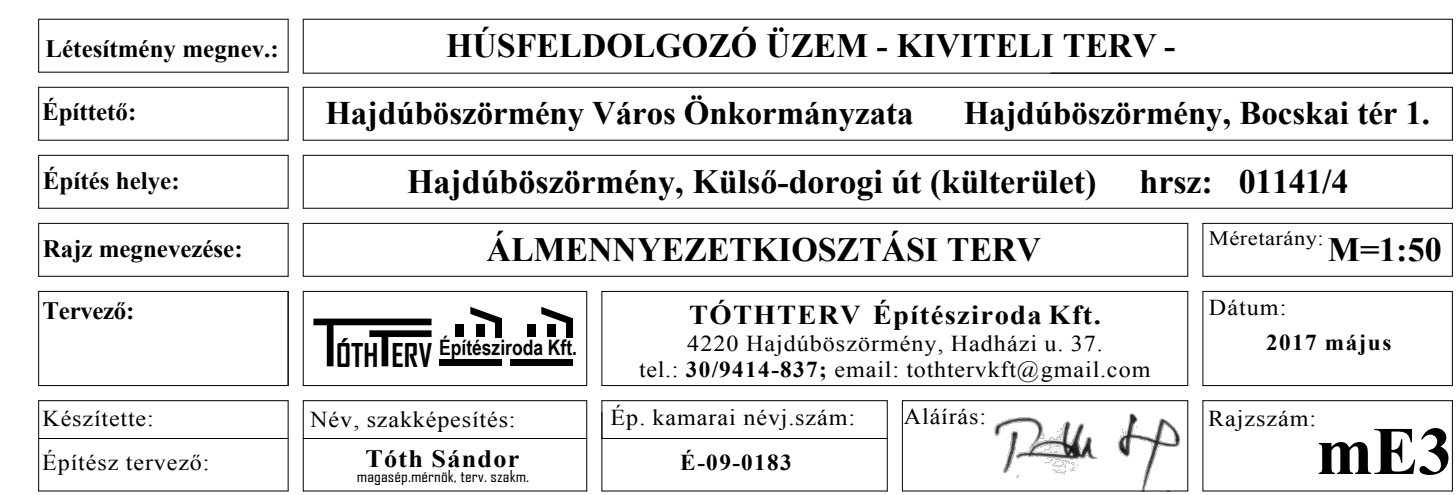 Létesítmény megnev.: HÚSFELDOLGOZÓ ÜZEM - KIVITELI TERV -
Építtető: Hajdúböszörmény Város Önkormányzata Hajdúböszörmény, Bocskai tér 1.
Építés helye: Hajdúböszörmény, Külső-dorogi út (külterület) hrsz: 01141/4
Rajz megnevezése: ÁLMENNYEZETKIOSZTÁSI TERV Méretarány: M=1:50
Tervező:
TÓTHTERV Építésziroda Kft.
TÓTHTERV Építésziroda Kft.
4220 Hajdúböszörmény, Hadházi u. 37.
tel.: 30/9414-837; email: tothtervkft@gmail.com
Dátum:
2017 május
Készítette: Név, szakképesítés: Ép. kamarai névj.szám: Aláírás: Rajzszám:
Építész tervező: Tóth Sándor É-09-0183 mE3
magasép.mérnök, terv. szakm.